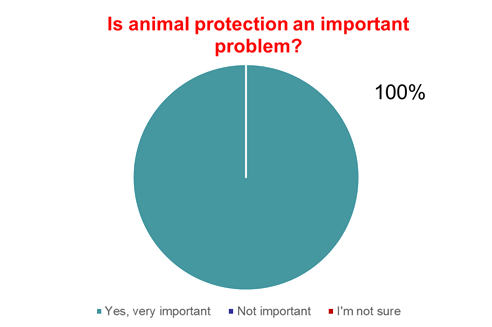 Is animal protection an important
problem?
100%
Yes, very important Not important I'm not sure